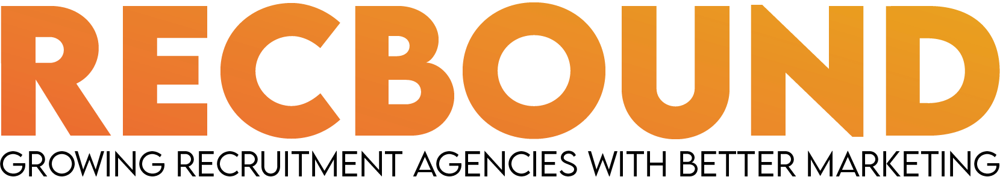 RECBOUND
GROWING RECRUITMENT AGENCIES WITH BETTER MARKETING